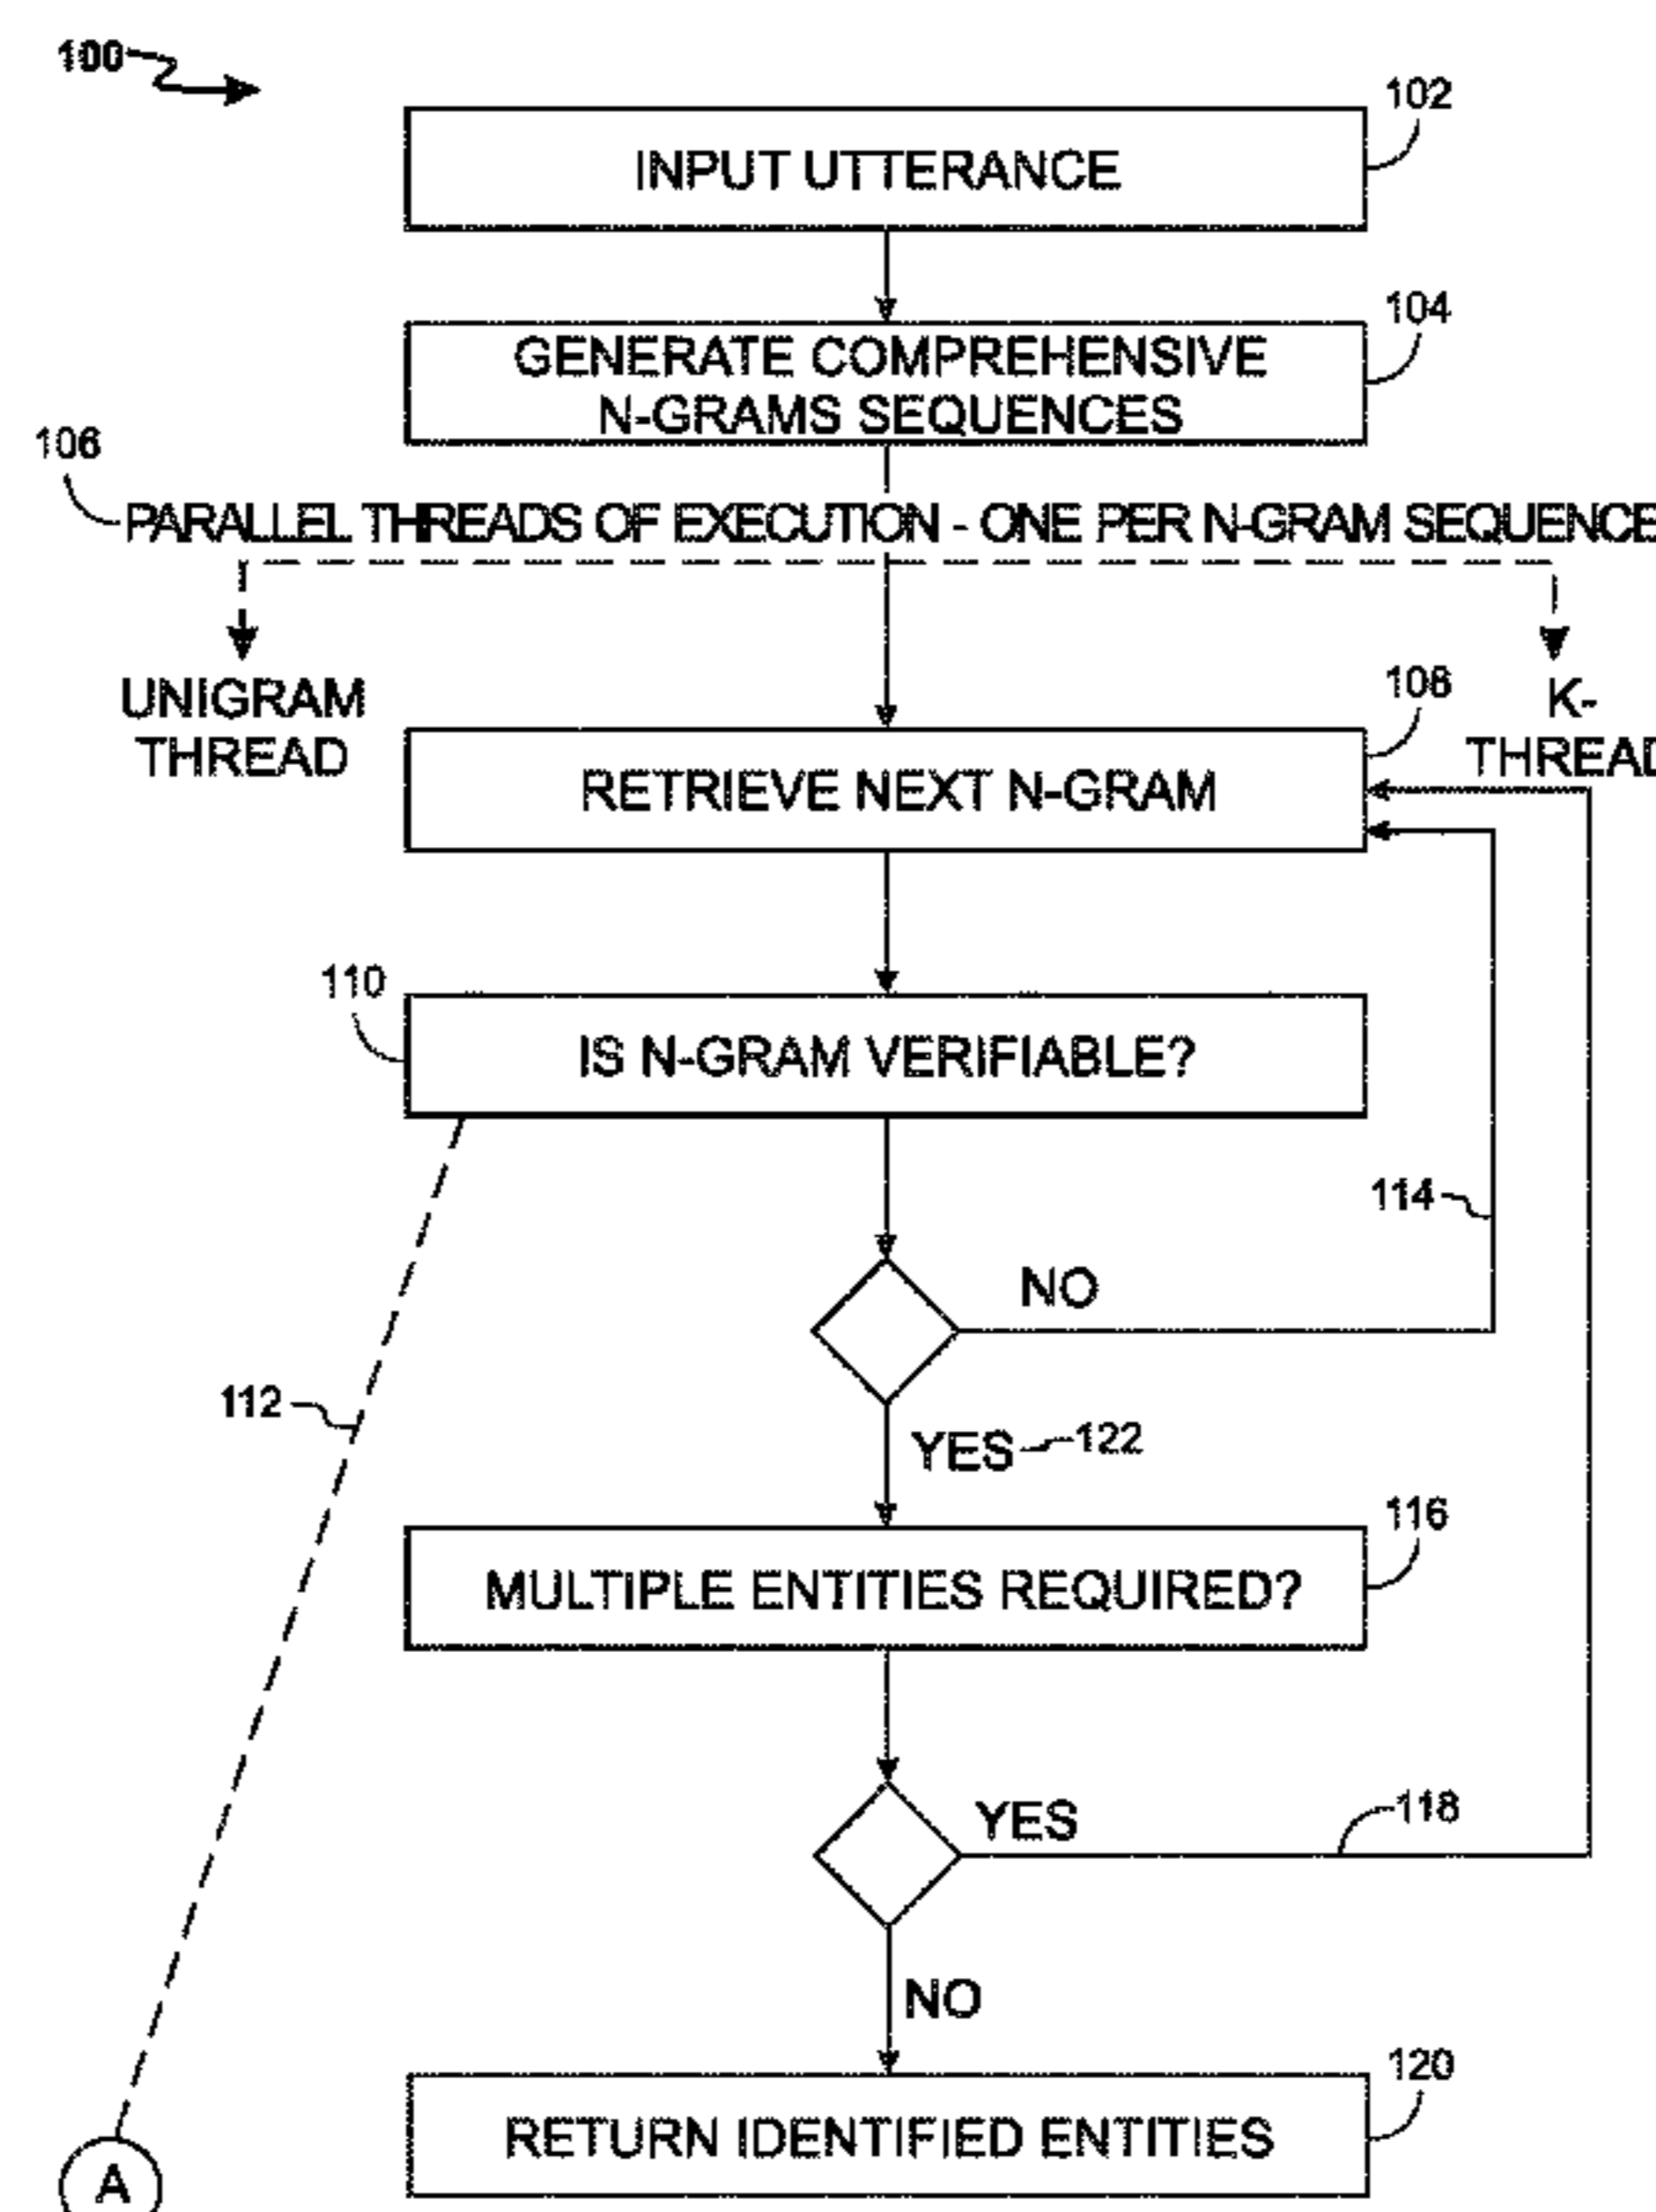 100
102
INPUT UTTERANCE
104
GENERATE COMPREHENSIVE
N-GRAMS SEQUENCES
106
PARALLEL THREADS OF EXECUTION - ONE PER N-GRAM SEQUENCE
UNIGRAM
THREAD
108
K-
THREAD
RETRIEVE NEXT N-GRAM
110
IS N-GRAM VERIFIABLE?
114
NO
112
YES
122
116
MULTIPLE ENTITIES REQUIRED?
YES
118
NO
120
RETURN IDENTIFIED ENTITIES
A